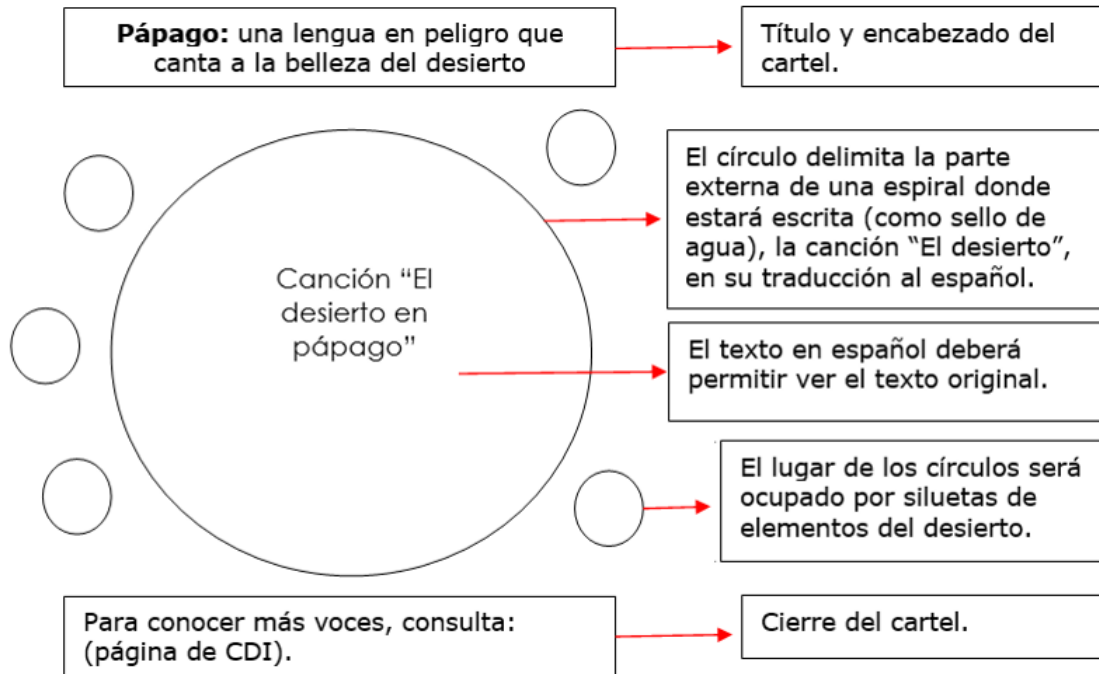 Pápago: una lengua en peligro que
canta a la belleza del desierto
Título y encabezado del
cartel.
El círculo delimita la parte
externa de una espiral donde
estará escrita (como sello de
agua), la canción “El desierto”,
en su traducción al español.
Canción “El
desierto en
pápago”
El texto en español deberá
permitir ver el texto original.
El lugar de los círculos será
ocupado por siluetas de
elementos del desierto.
Para conocer más voces, consulta:
(página de CDI).
Cierre del cartel.